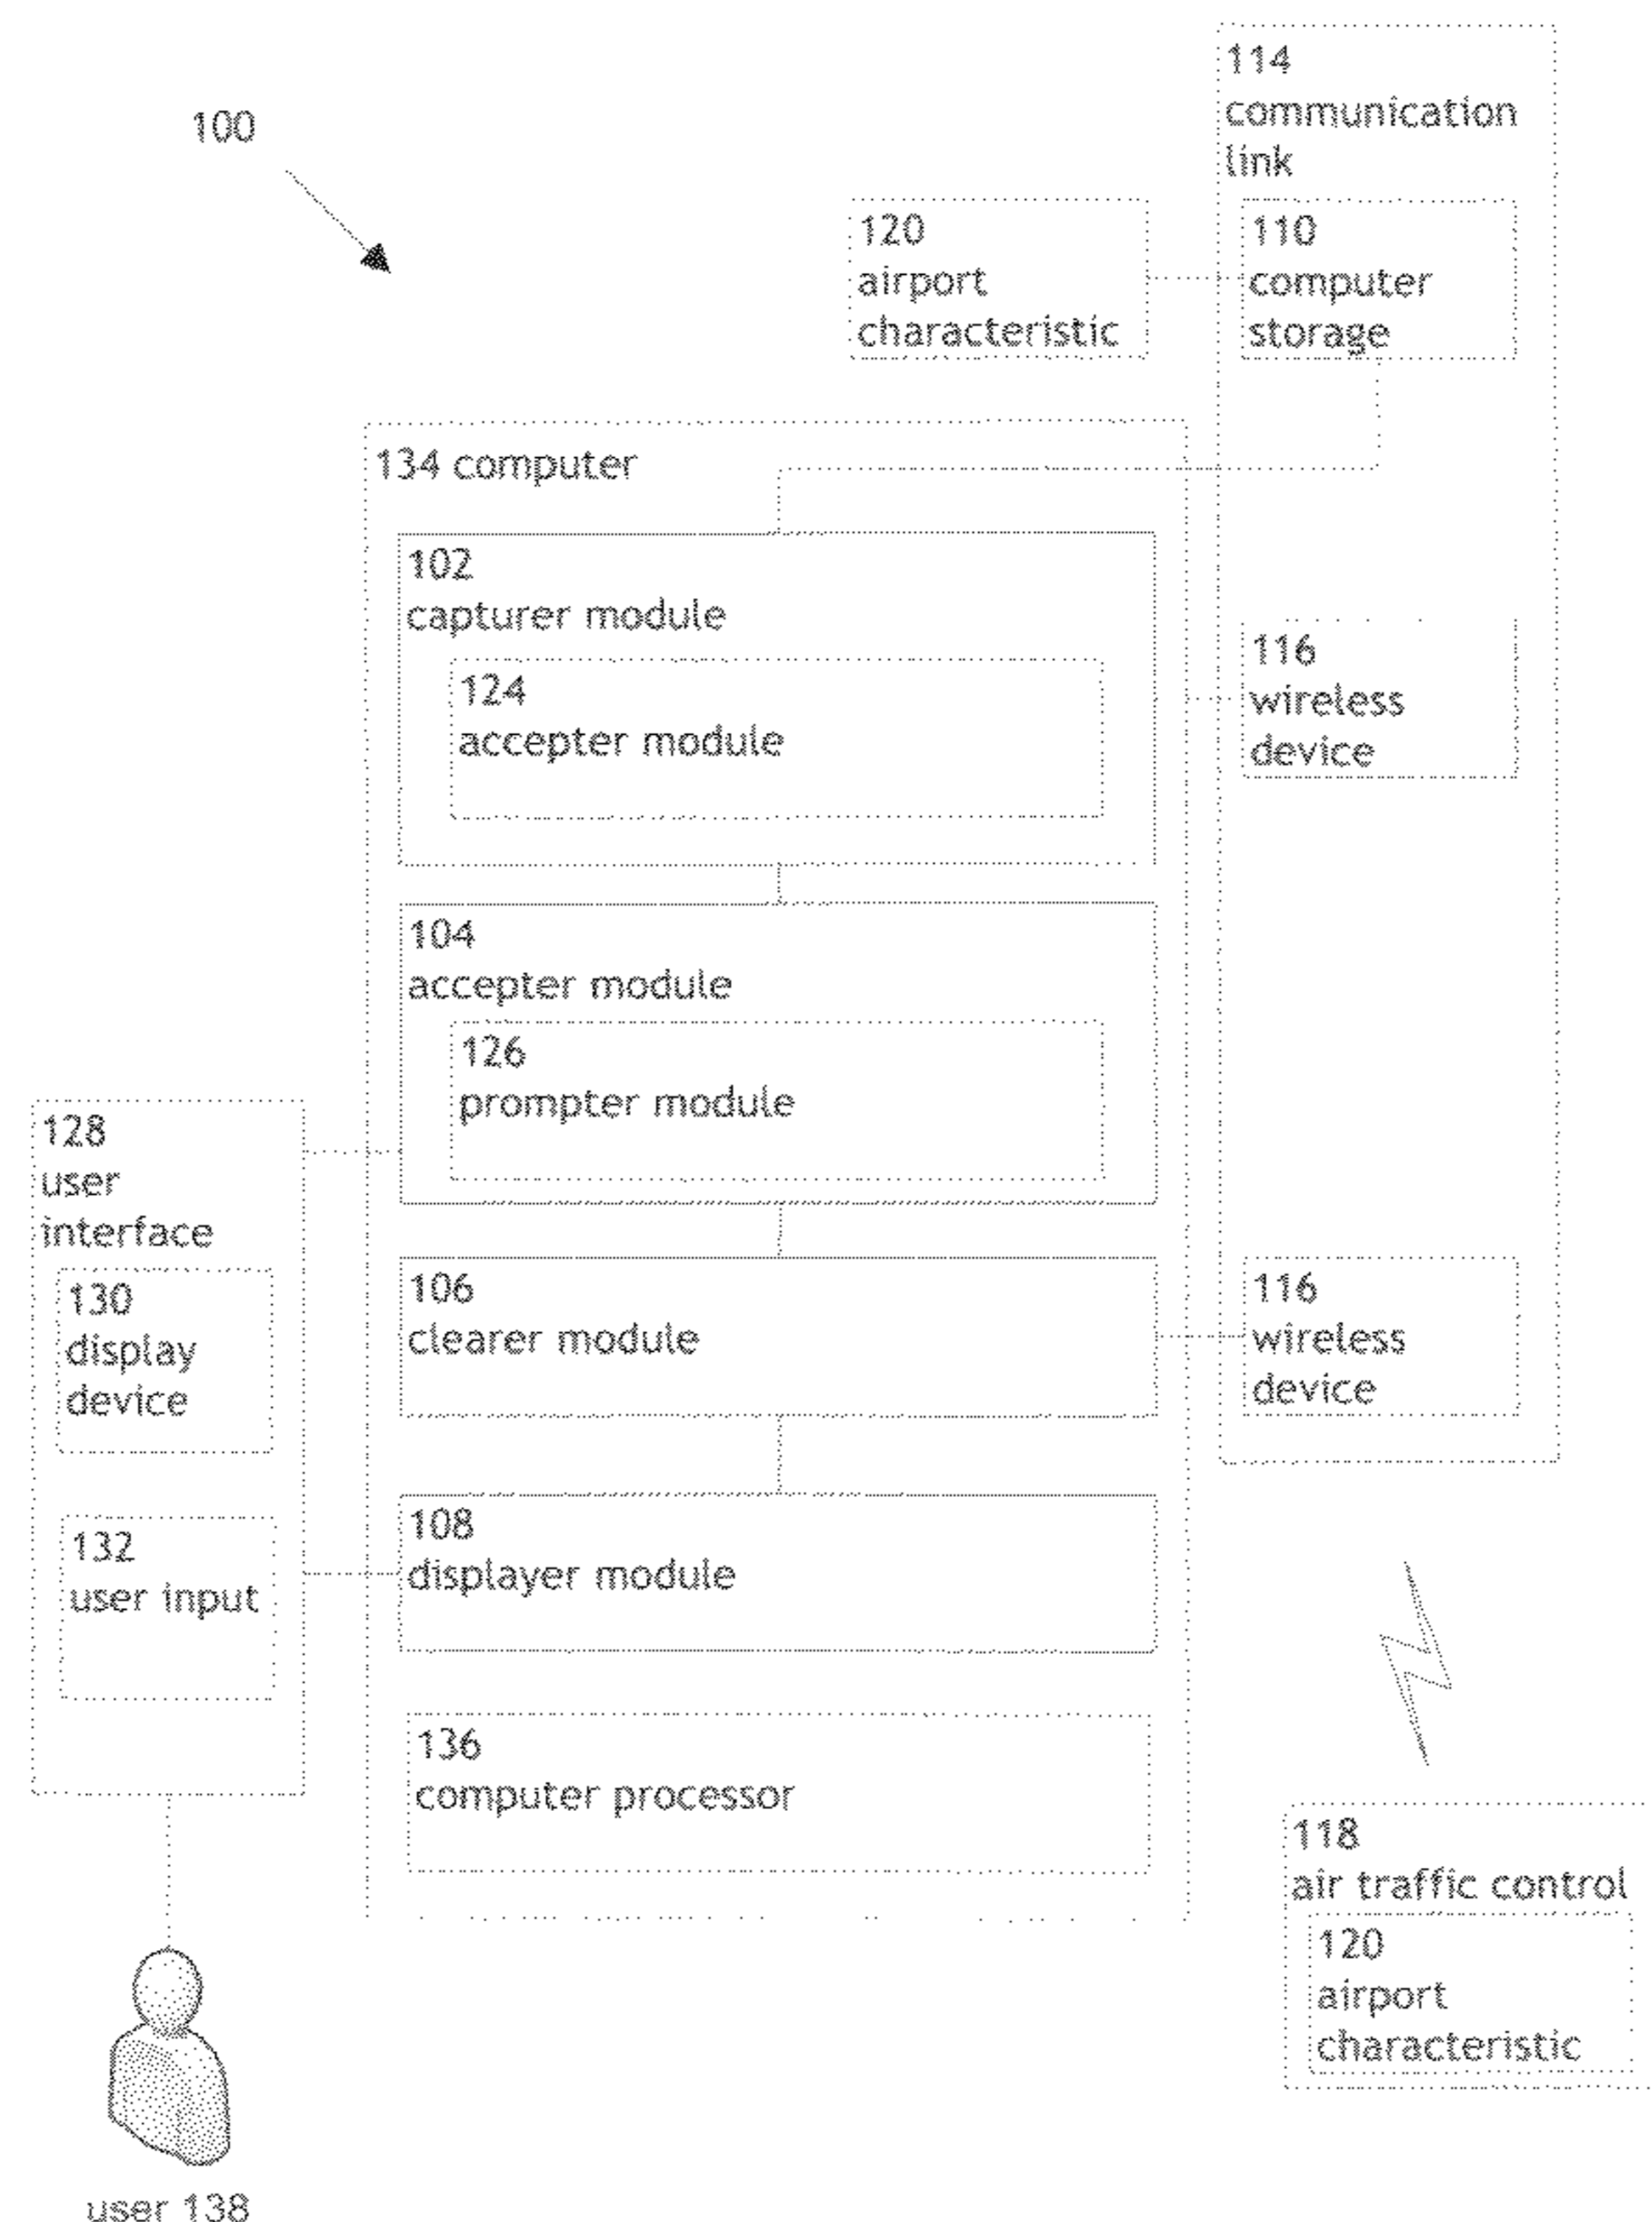 114
communication
link
100
120
airport
characteristic
110
computer
storage
134 computer
102
capturer module
124
accepter module
116
wireless
device
104
accepter module
126
prompter module
128
user
interface
130
display
device
132
user input
106
clearer module
116
wireless
device
108
displayer module
136
computer processor
118
air traffic control
120
airport
characteristic
user 138